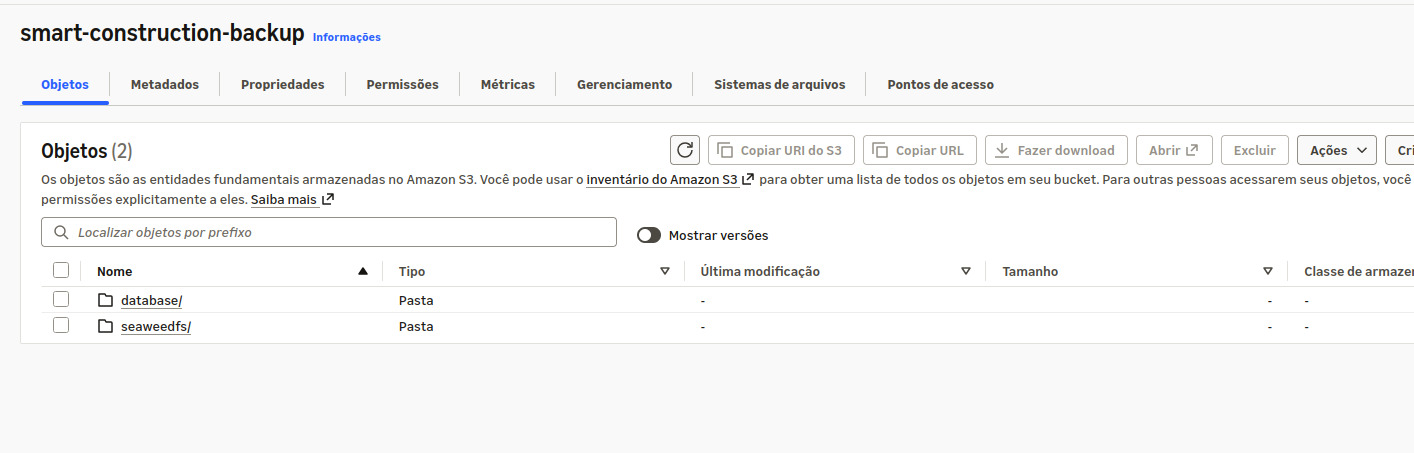 smart-construction-backup Informações
Objetos Metadados Propriedades Permissões Métricas Gerenciamento Sistemas de arquivos Pontos de acesso
Objetos (2) Copiar URI do S3 Copiar URL Fazer download Abrir Excluir Ações
Os objetos são as entidades fundamentais armazenadas no Amazon S3. Você pode usar o inventário do Amazon S3 para obter uma lista de todos os objetos em seu bucket. Para outras pessoas acessarem seus objetos, você
permissões explicitamente a eles. Saiba mais
Localizar objetos por prefixo Mostrar versões
Nome Tipo Última modificação Tamanho Classe de armazer
database/ Pasta - - -
seaweedfs/ Pasta - - -